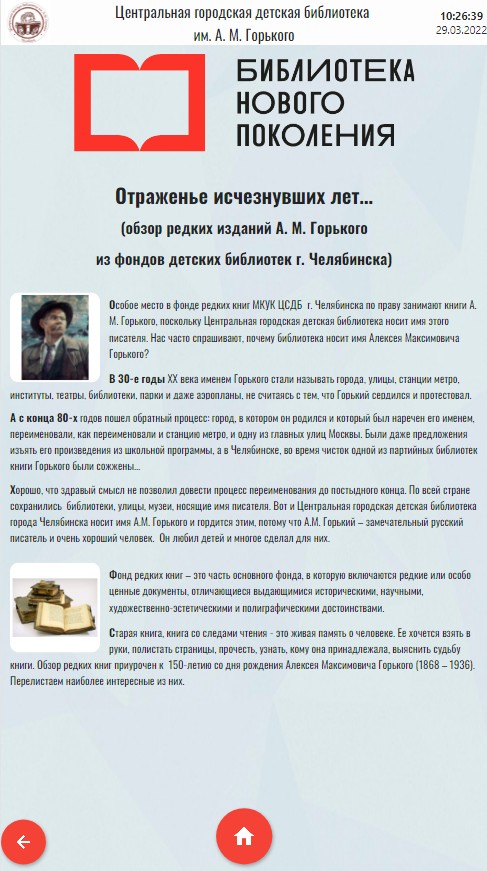 Центральная городская детская библиотека
им. А. М. Горького
10:26:39
29.03.2022
БИБЛИОТЕКА
НОВОГО
ПОКОЛЕНИЯ
Отраженье исчезнувших лет...
(обзор редких изданий А. М. Горького
из фондов детских библиотек г. Челябинска)
Особое место в фонде редких книг МКУК ЦСДБ г. Челябинска по праву занимают книги А.
М. Горького, поскольку Центральная городская детская библиотека носит имя этого
писателя. Нас часто спрашивают, почему библиотека носит имя Алексея Максимовича
Горького?
В 30-е годы XX века именем Горького стали называть города, улицы, станции метро,
институты, театры, библиотеки, парки и даже аэропланы, не считаясь с тем, что Горький сердился и протестовал.
А с конца 80-х годов пошел обратный процесс: город, в котором он родился и который был наречен его именем,
переименовали, как переименовали и станцию метро, и одну из главных улиц Москвы. Были даже предложения
изъять его произведения из школьной программы, а в Челябинске, во время чисток одной из партийных библиотек
книги Горького были сожжены...
Хорошо, что здравый смысл не позволил довести процесс переименования до постыдного конца. По всей стране
сохранились библиотеки, улицы, музеи, носящие имя писателя. Вот и Центральная городская детская библиотека
города Челябинска носит имя А.М. Горького и гордится этим, потому что А.М. Горький – замечательный русский
писатель и очень хороший человек. Он любил детей и многое сделал для них.
Фонд редких книг – это часть основного фонда, в которую включаются редкие или особо
ценные документы, отличающиеся выдающимися историческими, научными,
художественно-эстетическими и полиграфическими достоинствами.
Старая книга, книга со следами чтения - это живая память о человеке. Ее хочется взять в
руки, полистать страницы, прочесть, узнать, кому она принадлежала, выяснить судьбу
книги. Обзор редких книг приурочен к 150-летию со дня рождения Алексея Максимовича Горького (1868 – 1936).
Перелистаем наиболее интересные из них.